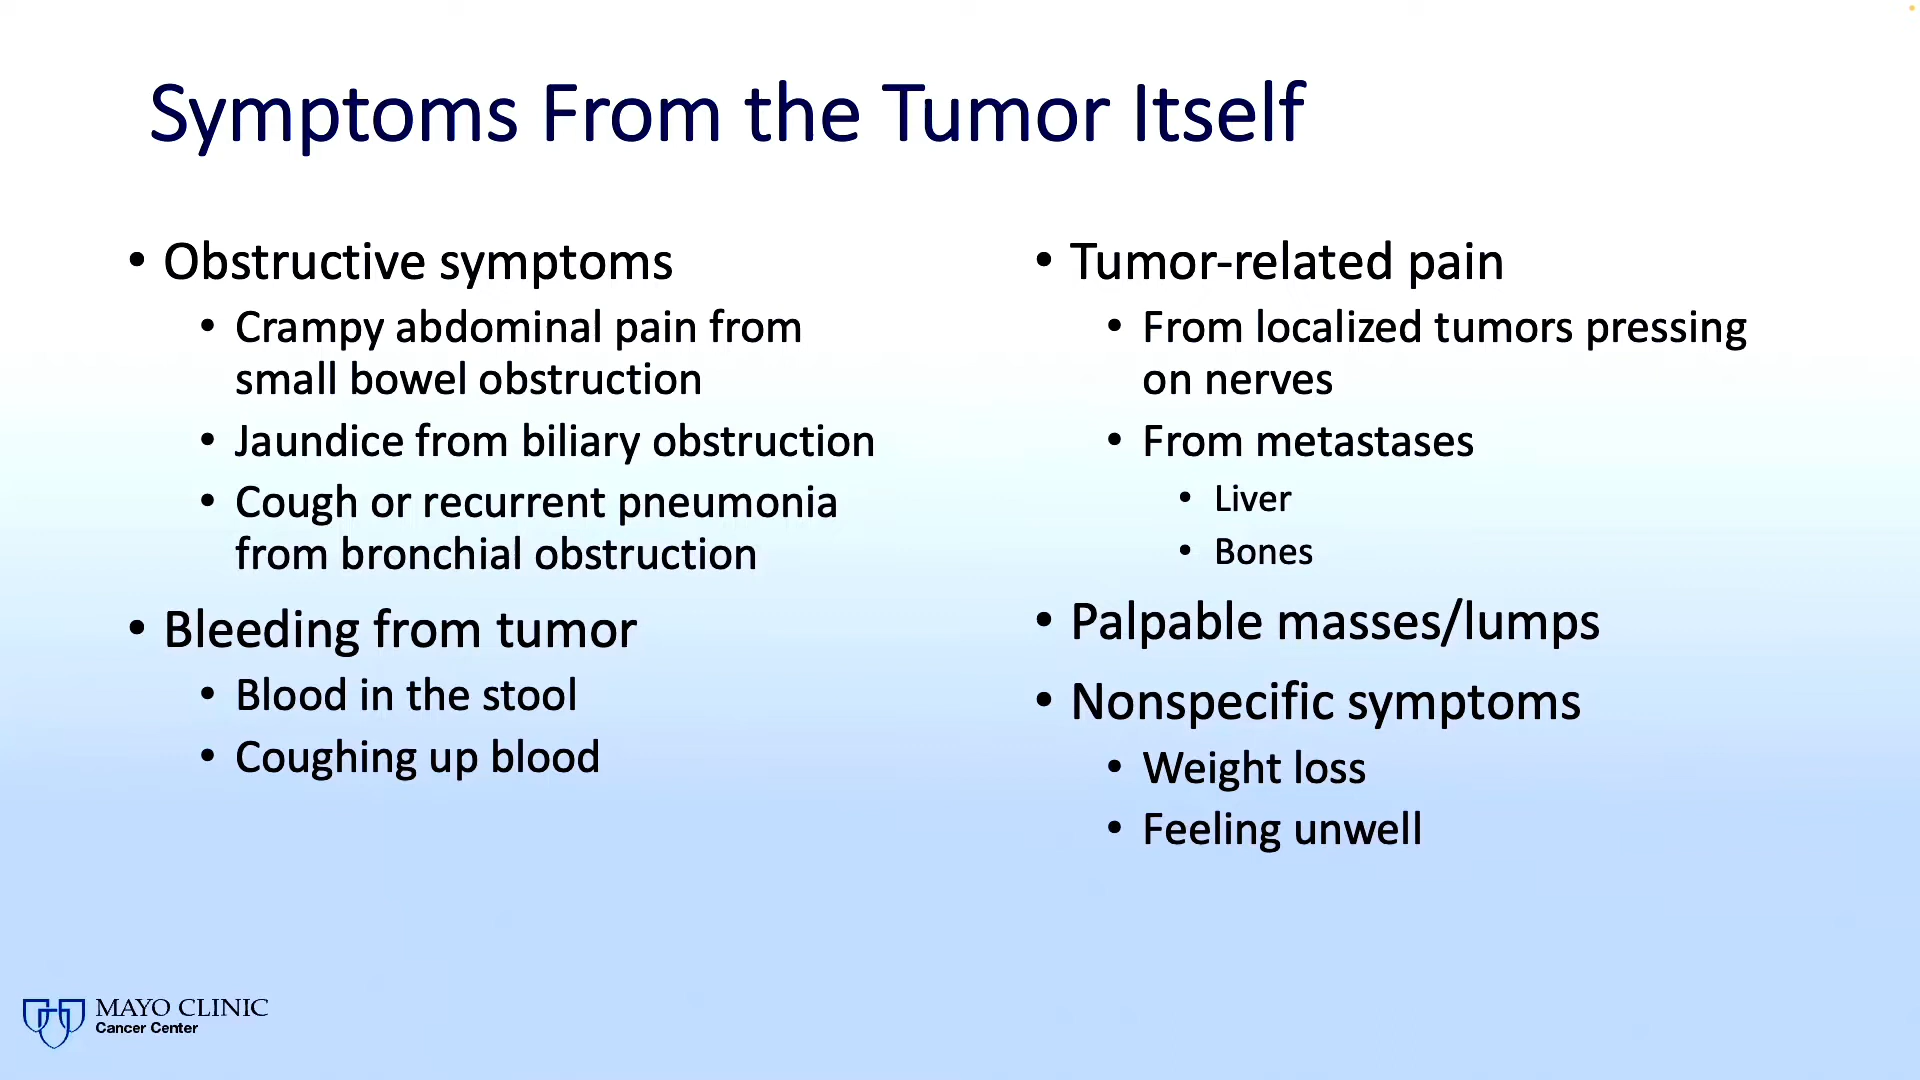 Symptoms From the Tumor Itself
• Obstructive symptoms
• Crampy abdominal pain from
small bowel obstruction
• Jaundice from biliary obstruction
• Cough or recurrent pneumonia
from bronchial obstruction
• Bleeding from tumor
• Blood in the stool
• Coughing up blood
• Tumor-related pain
• From localized tumors pressing
on nerves
• From metastases
• Liver
• Bones
• Palpable masses/lumps
• Nonspecific symptoms
• Weight loss
• Feeling unwell
MAYO CLINIC
Cancer Center